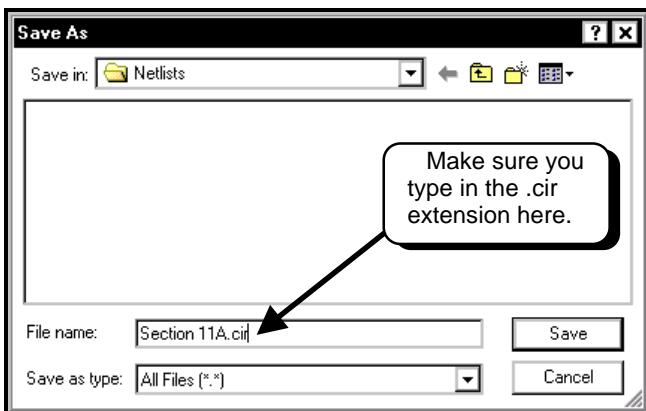 Save As
Save in: Netlists
Make sure you
type in the .cir
extension here.
File name: Section 11A.cir Save
Save as type: All Files (*.*) Cancel